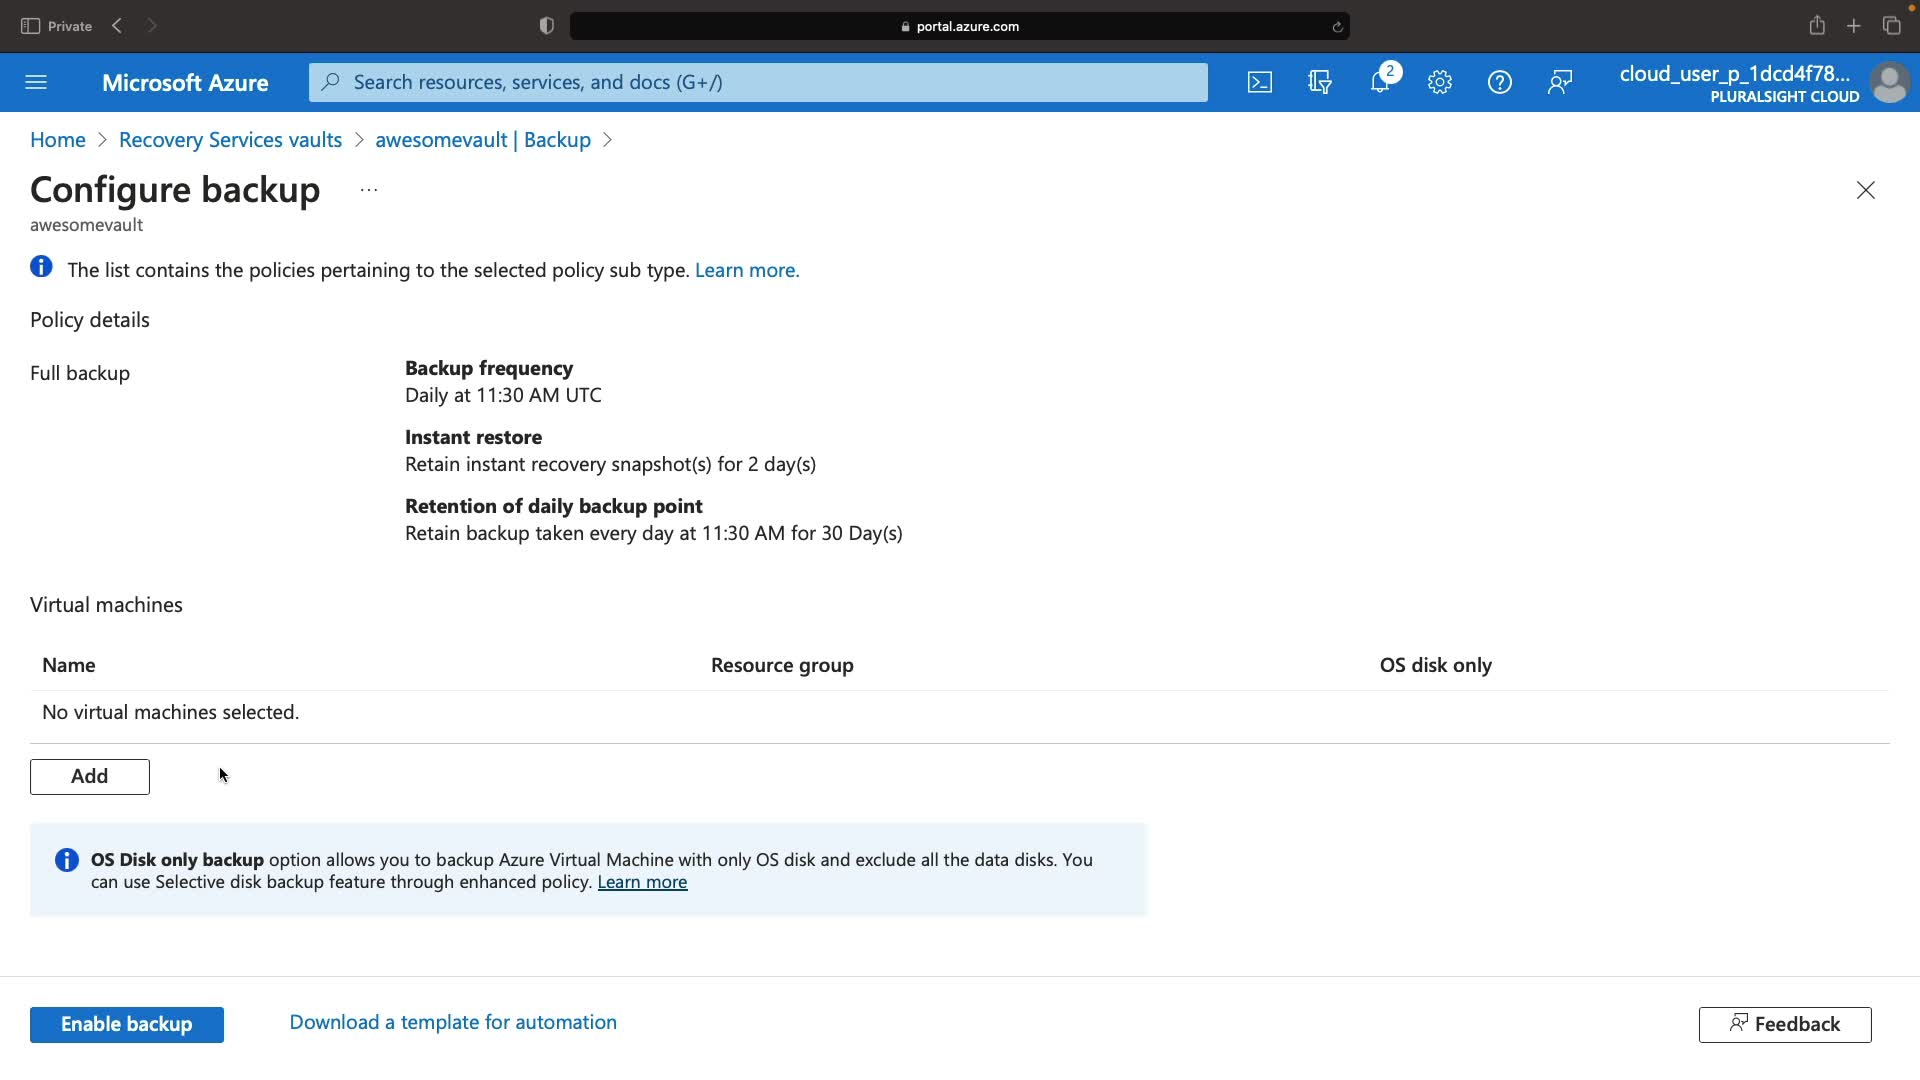 Private
portal.azure.com
Microsoft Azure
Search resources, services, and docs (G+/)
2
cloud_user_p_1dcd4f78...
PLURALSIGHT CLOUD
Home > Recovery Services vaults > awesomevault | Backup >
Configure backup ...
awesomevault
The list contains the policies pertaining to the selected policy sub type. Learn more.
Policy details
Full backup
Backup frequency
Daily at 11:30 AM UTC
Instant restore
Retain instant recovery snapshot(s) for 2 day(s)
Retention of daily backup point
Retain backup taken every day at 11:30 AM for 30 Day(s)
Virtual machines
Name Resource group OS disk only
No virtual machines selected.
Add
OS Disk only backup option allows you to backup Azure Virtual Machine with only OS disk and exclude all the data disks. You
can use Selective disk backup feature through enhanced policy. Learn more
Enable backup Download a template for automation Feedback